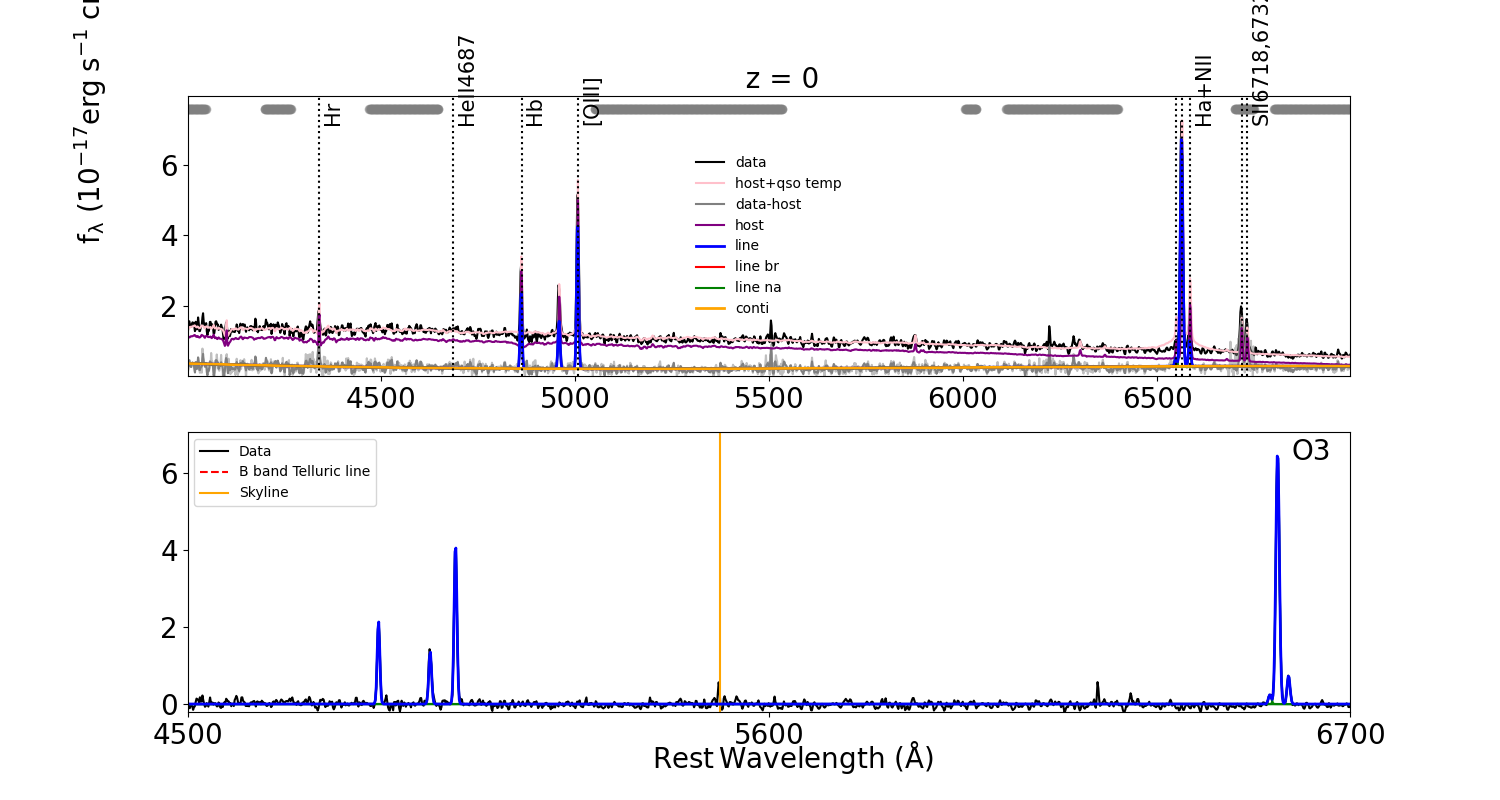 z = 0
f_λ (10^−17 erg s^−1
Hr
HeII4687
Hb
[OIII]
Ha+NII
SII6718,673
6
4
2
data
host+qso temp
data-host
host
line
line br
line na
conti
4500
5000
5500
6000
6500
Data
B band Telluric line
Skyline
O3
6
4
2
0
4500
5600
6700
Rest Wavelength (Å)